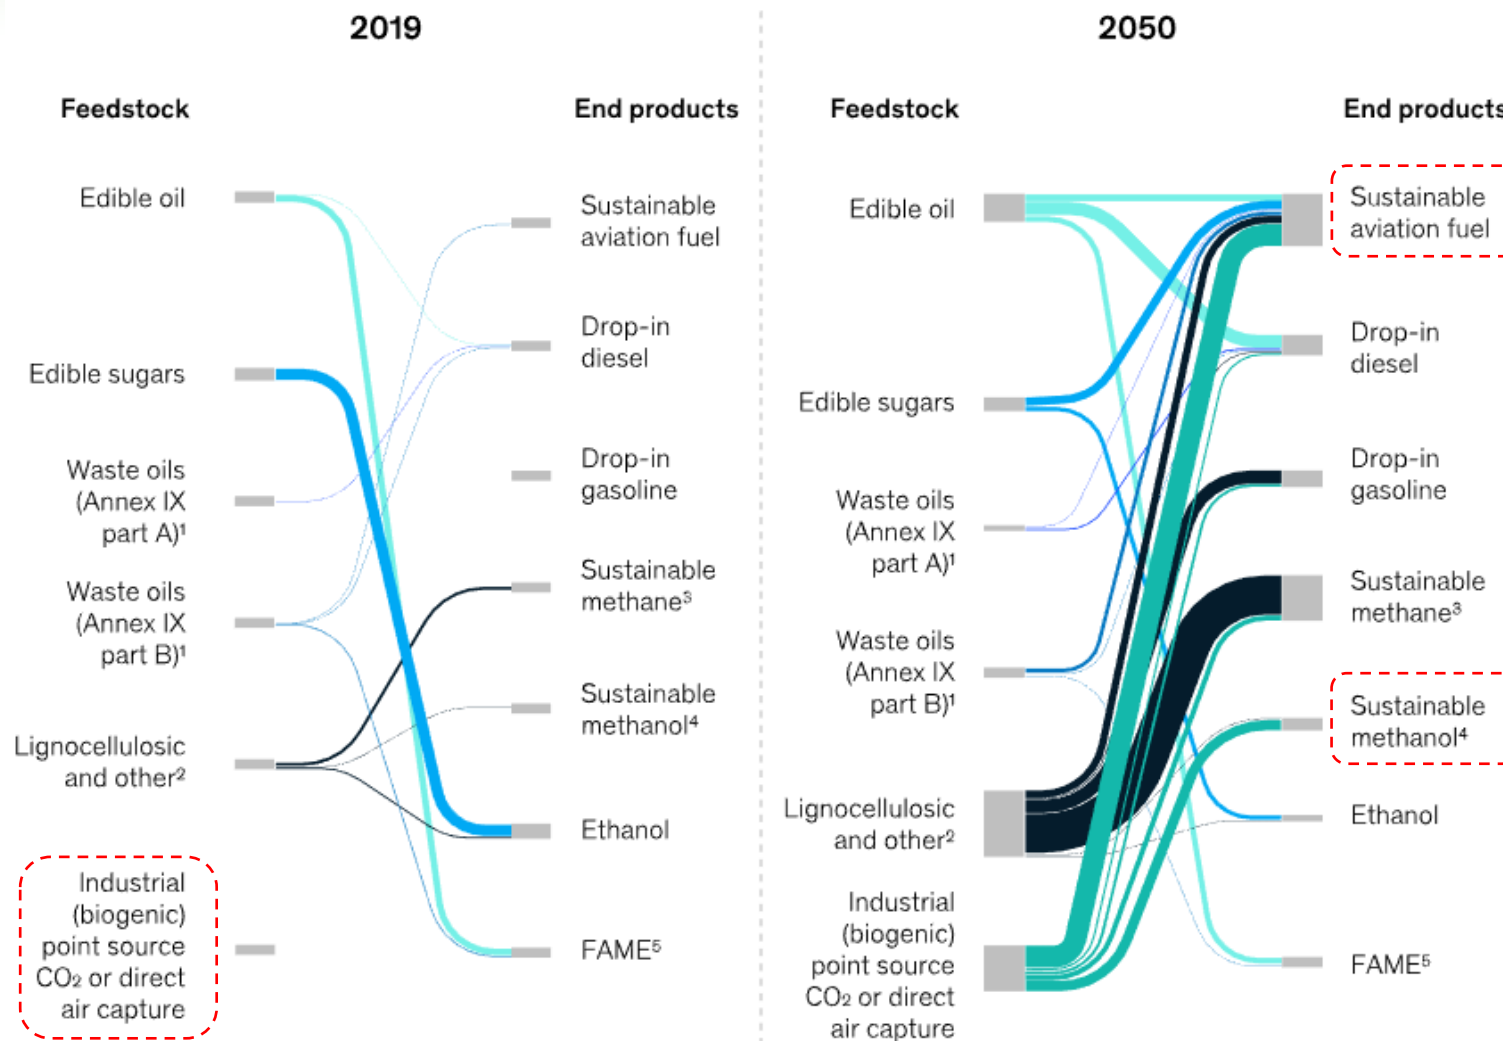 2019
Feedstock
End products
Edible oil
Edible sugars
Waste oils
(Annex IX
part A)¹
Waste oils
(Annex IX
part B)¹
Lignocellulosic
and other²
Industrial
(biogenic)
point source
CO₂ or direct
air capture
Sustainable
aviation fuel
Drop-in
diesel
Drop-in
gasoline
Sustainable
methane³
Sustainable
methanol⁴
Ethanol
FAME⁵
2050
Feedstock
End products
Edible oil
Edible sugars
Waste oils
(Annex IX
part A)¹
Waste oils
(Annex IX
part B)¹
Lignocellulosic
and other²
Industrial
(biogenic)
point source
CO₂ or direct
air capture
Sustainable
aviation fuel
Drop-in
diesel
Drop-in
gasoline
Sustainable
methane³
Sustainable
methanol⁴
Ethanol
FAME⁵